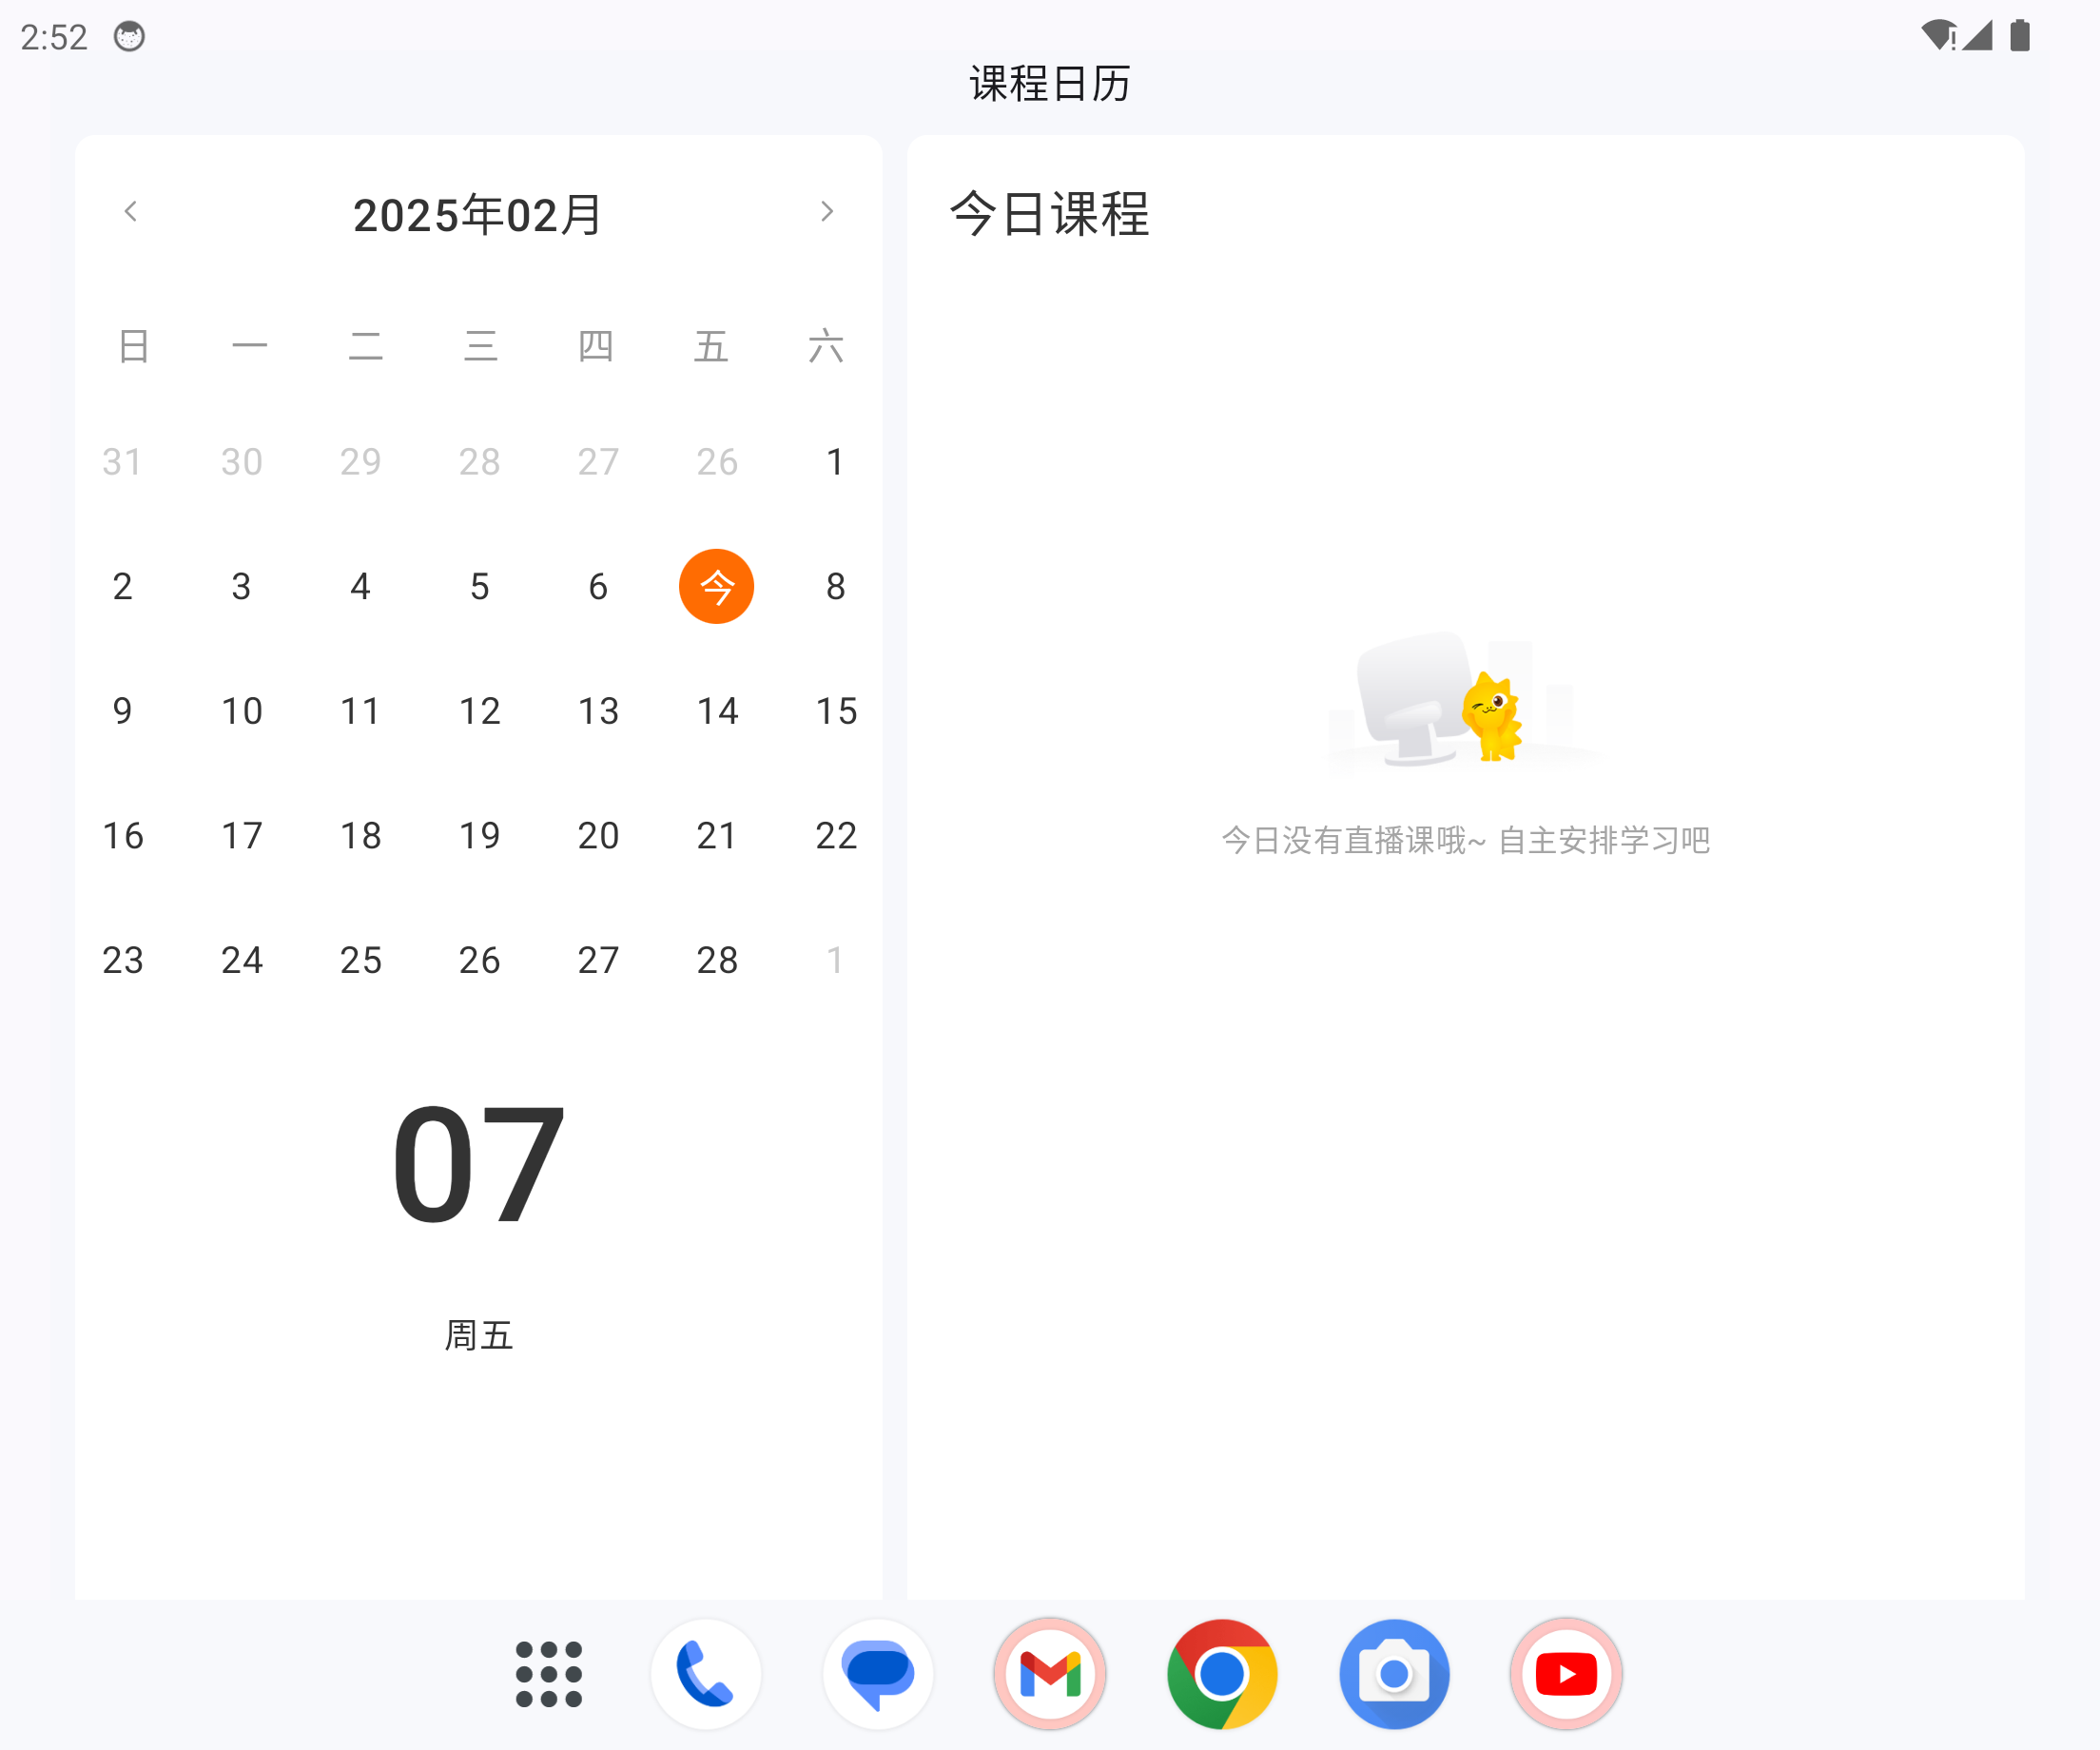 2:52
课程日历
2025年02月
日 一 二 三 四 五 六
31 30 29 28 27 26 1
2 3 4 5 6 今 8
9 10 11 12 13 14 15
16 17 18 19 20 21 22
23 24 25 26 27 28 1
07
周五
今日课程
今日没有直播课哦~ 自主安排学习吧